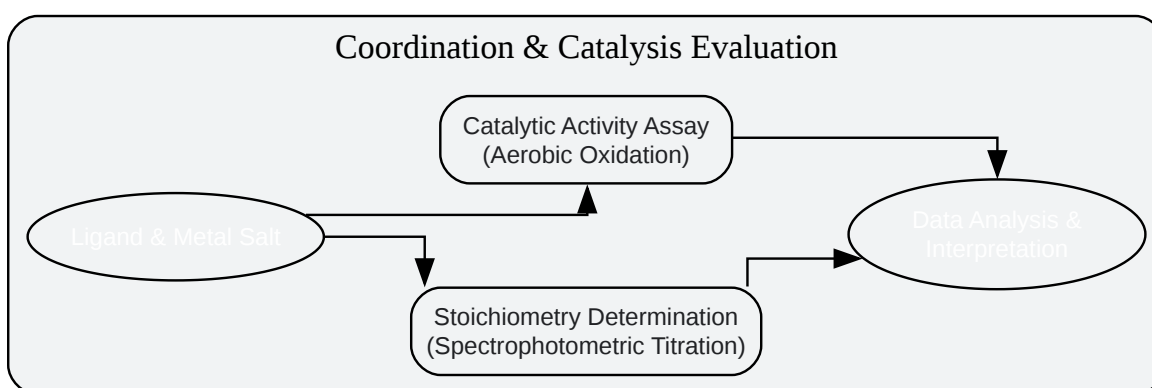 Coordination & Catalysis Evaluation
Catalytic Activity Assay
(Aerobic Oxidation)
Ligand & Metal Salt
Data Analysis &
Interpretation
Stoichiometry Determination
(Spectrophotometric Titration)